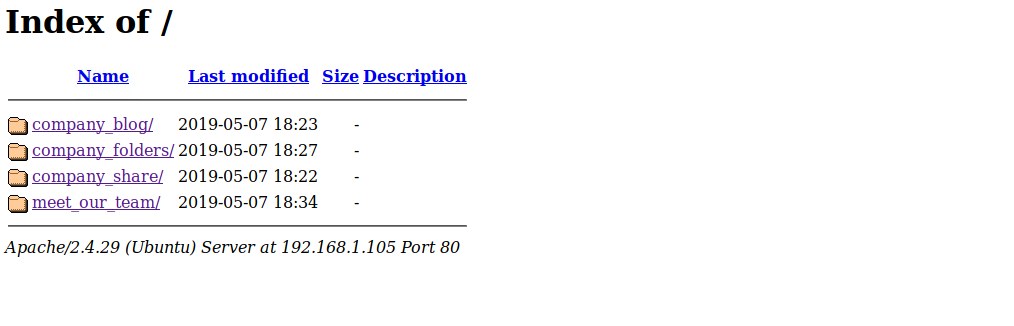 Index of /
Name Last modified Size Description
company_blog/ 2019-05-07 18:23 -
company_folders/ 2019-05-07 18:27 -
company_share/ 2019-05-07 18:22 -
meet_our_team/ 2019-05-07 18:34 -
Apache/2.4.29 (Ubuntu) Server at 192.168.1.105 Port 80